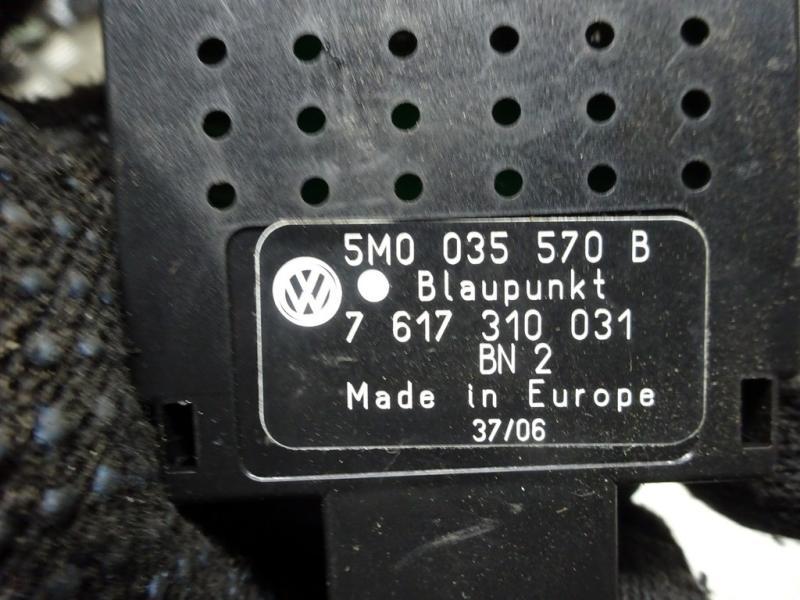 5M0 035 570 B
Blaupunkt
7 617 310 031
BN 2
Made in Europe
37/06